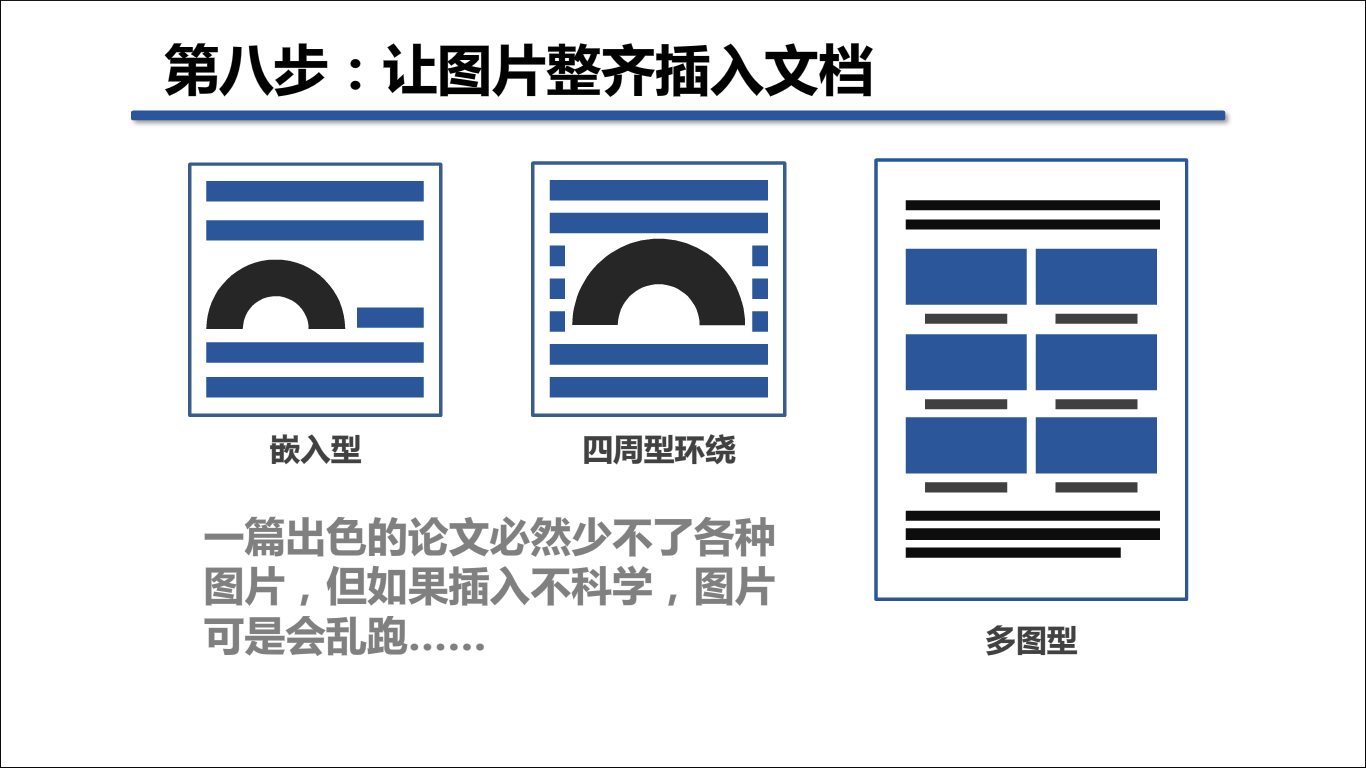 第八步：让图片整齐插入文档
嵌入型
四周型环绕
一篇出色的论文必然少不了各种
图片，但如果插入不科学，图片
可是会乱跑……
多图型